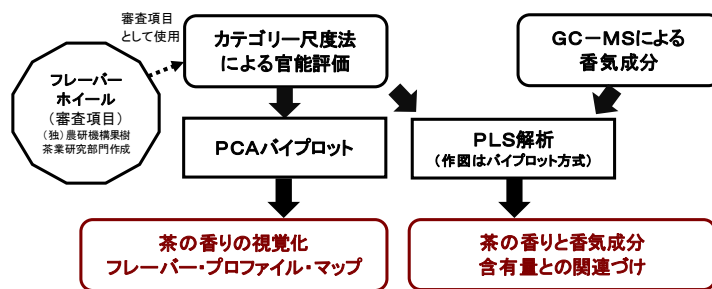 審査項目
として使用
カテゴリー尺度法
による官能評価
GC－MSによる
香気成分
フレーバー
ホイール
（審査項目）
（独）農研機構果樹
茶業研究部門作成
PCAバイプロット
PLS解析
（作図はバイプロット方式）
茶の香りの視覚化
フレーバー・プロファイル・マップ
茶の香りと香気成分
含有量との関連づけ